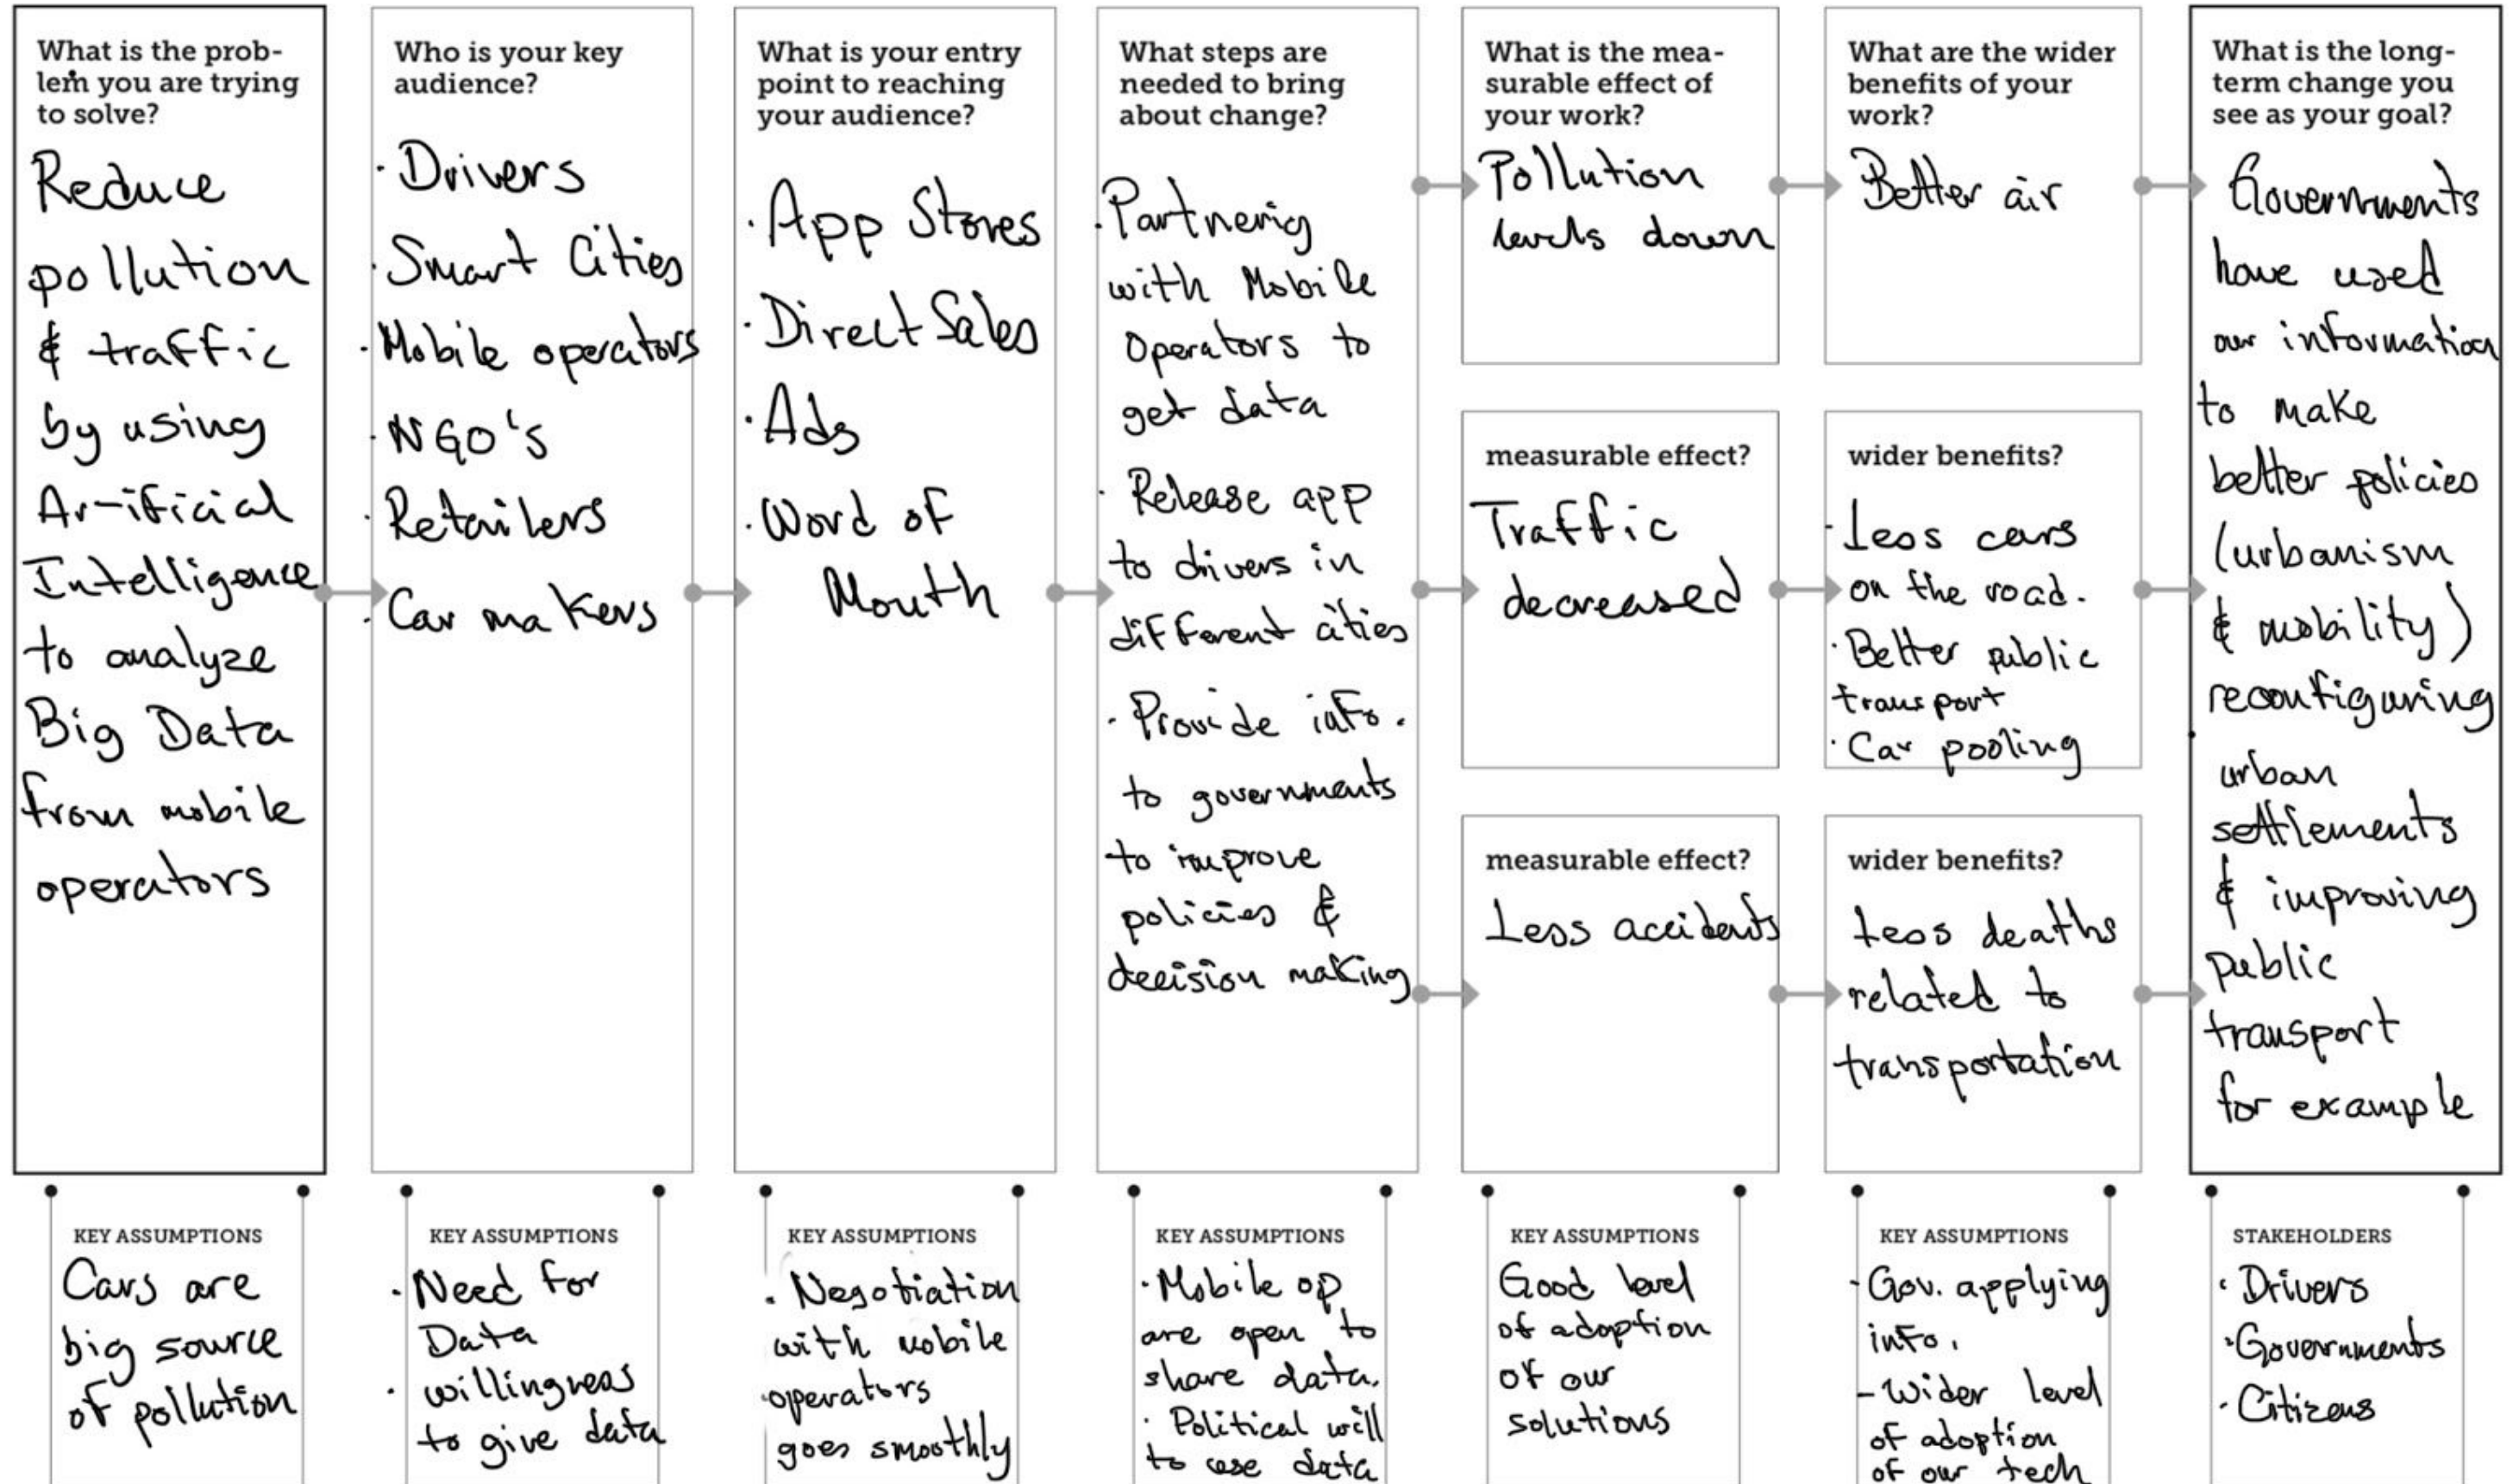 What is the prob-
lem you are trying
to solve?
Reduce
pollution
& traffic
by using
Artificial
Intelligence
to analyze
Big Data
from mobile
operators
KEY ASSUMPTIONS
Cars are
big source
of pollution
Who is your key
audience?
· Drivers
· Smart Cities
· Mobile operators
· NGO's
· Retailers
· Car makers
KEY ASSUMPTIONS
· Need for
Data
· willingness
to give data
What is your entry
point to reaching
your audience?
· App Stores
· Direct Sales
· Ads
· Word of
Mouth
KEY ASSUMPTIONS
· Negotiation
with mobile
operators
goes smoothly
What steps are
needed to bring
about change?
· Partnering
with Mobile
Operators to
get data
· Release app
to drivers in
different cities
· Provide info.
to governments
to improve
policies &
decision making
KEY ASSUMPTIONS
· Mobile op
are open to
share data.
· Political will
to use data
What is the mea-
surable effect of
your work?
Pollution
levels down
measurable effect?
Traffic
decreased
measurable effect?
Less accidents
KEY ASSUMPTIONS
Good level
of adoption
of our
solutions
What are the wider
benefits of your
work?
Better air
wider benefits?
- Less cars
on the road.
· Better public
transport
· Car pooling
wider benefits?
Less deaths
related to
transportation
KEY ASSUMPTIONS
- Gov. applying
info.
- Wider level
of adoption
of our tech
What is the long-
term change you
see as your goal?
Governments
have used
our information
to make
better policies
(urbanism
& mobility)
reconfiguring
urban
settlements
& improving
public
transport
for example
STAKEHOLDERS
· Drivers
· Governments
· Citizens